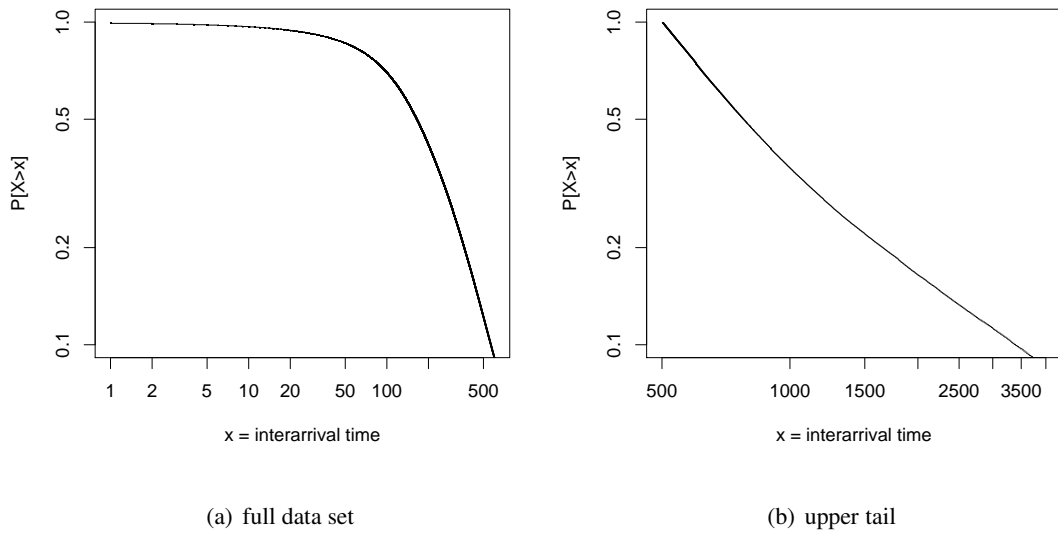 1.0
0.5
0.2
0.1
P[X>x]
1 2 5 10 20 50 100 500
x = interarrival time
(a) full data set
1.0
0.5
0.2
0.1
P[X>x]
500 1000 1500 2500 3500
x = interarrival time
(b) upper tail